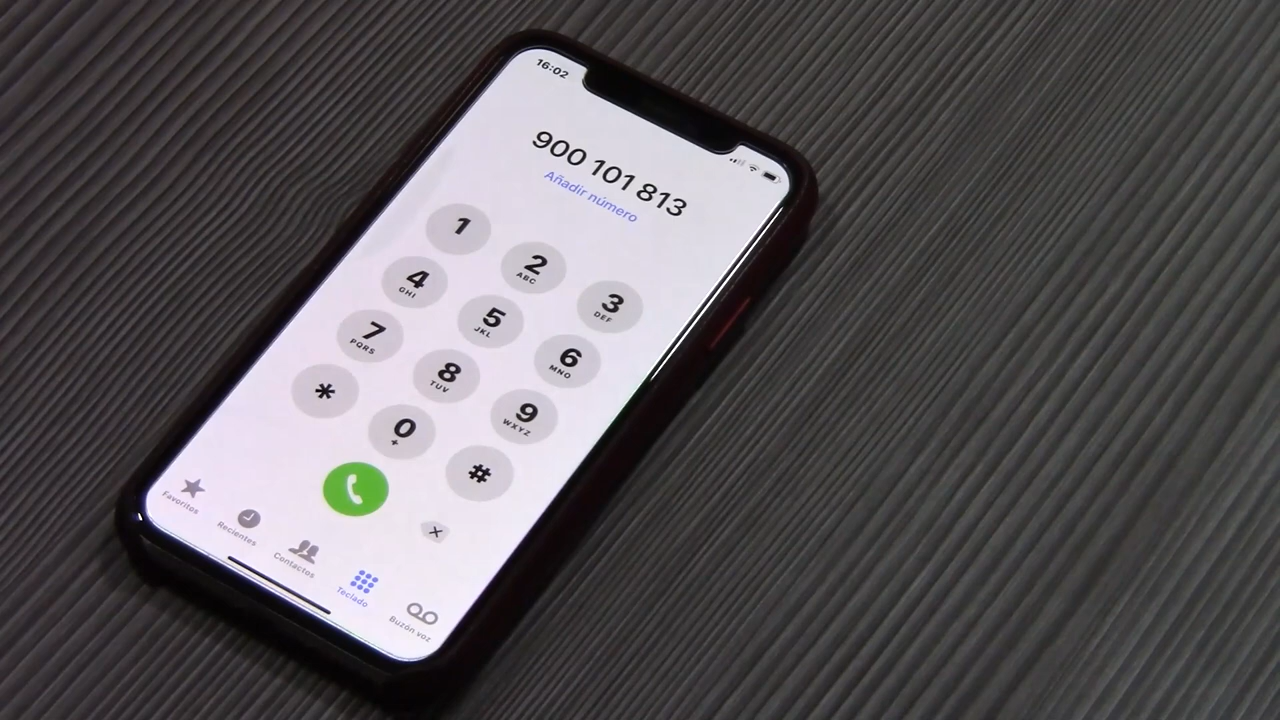 16:02
900 101 813
Añadir número
1
2
ABC
3
DEF
4
GHI
5
JKL
6
MNO
7
PQRS
8
TUV
9
WXYZ
*
0
+
#
Favoritos
Recientes
Contactos
Teclado
Buzón voz